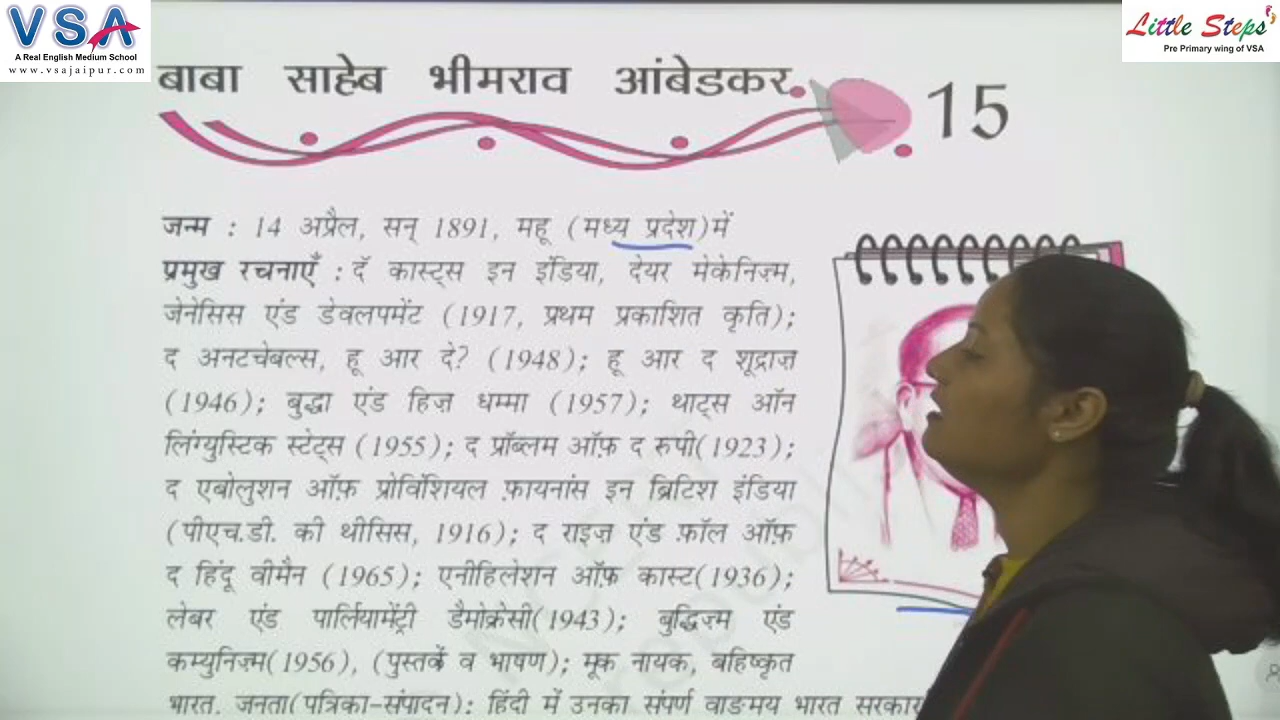 VSA
A Real English Medium School
www.vsajaipur.com
Little Steps
Pre Primary wing of VSA
बाबा साहेब भीमराव आंबेडकर
15
जन्म : 14 अप्रैल, सन् 1891, महू (मध्य प्रदेश)में
प्रमुख रचनाएँ : दॅ कास्ट्स इन इंडिया, देयर मेकेनिज़्म,
जेनेसिस एंड डेवलपमेंट (1917, प्रथम प्रकाशित कृति);
द अनटचेबल्स, हू आर दे? (1948); हू आर द शूद्राज़
(1946); बुद्धा एंड हिज़ धम्मा (1957); थाट्स ऑन
लिंग्युस्टिक स्टेट्स (1955); द प्रॉब्लम ऑफ़ द रूपी(1923);
द एबोलुशन ऑफ़ प्रोविंशियल फ़ायनांस इन ब्रिटिश इंडिया
(पीएच.डी. की थीसिस, 1916); द राइज़ एंड फ़ॉल ऑफ़
द हिंदू वीमैन (1965); एनीहिलेशन ऑफ़ कास्ट(1936);
लेबर एंड पार्लियामेंट्री डैमोक्रेसी(1943); बुद्धिज़्म एंड
कम्युनिज़्म(1956), (पुस्तकें व भाषण); मूक नायक, बहिष्कृत
भारत, जनता(पत्रिका-संपादन); हिंदी में उनका संपूर्ण वाङमय भारत सरकार